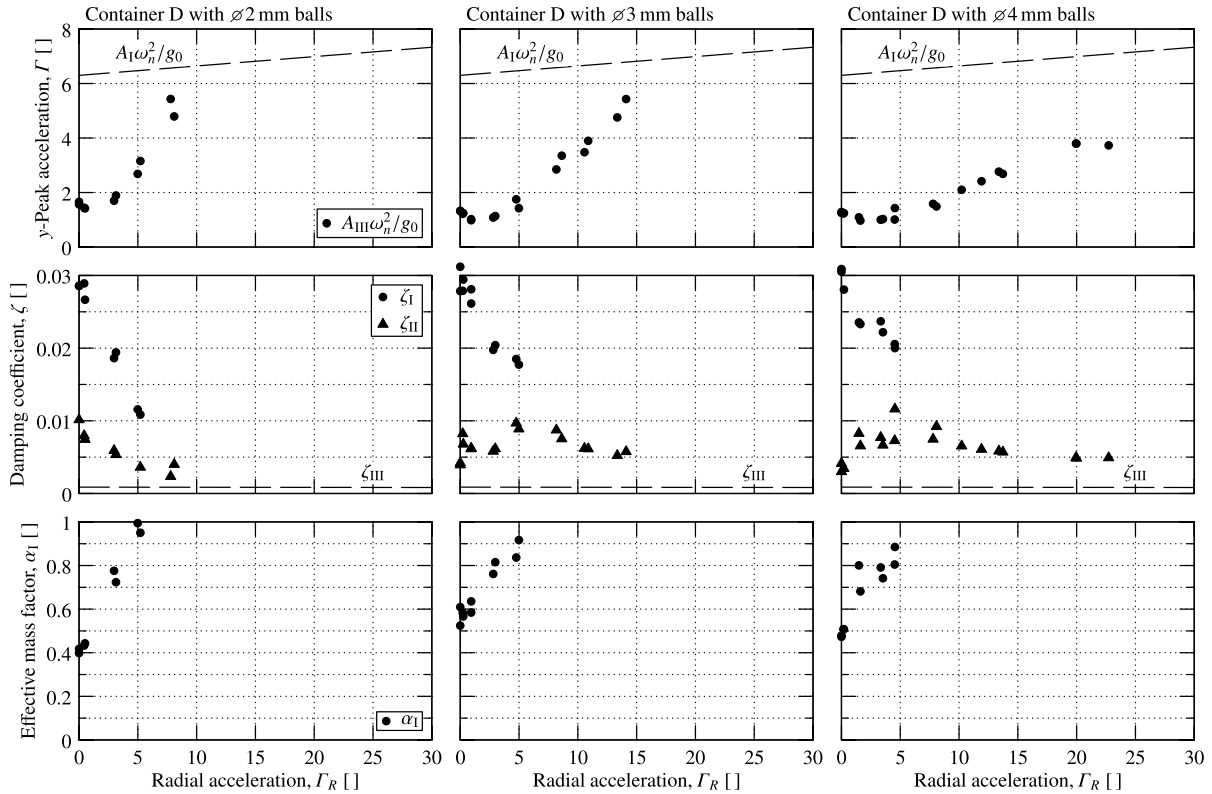 Container D with ⌀2 mm balls
Container D with ⌀3 mm balls
Container D with ⌀4 mm balls
y-Peak acceleration, Γ [ ]
8
6
4
2
0
A_I ω_n^2/g_0
A_III ω_n^2/g_0
A_I ω_n^2/g_0
A_I ω_n^2/g_0
Damping coefficient, ζ [ ]
0.03
0.02
0.01
0
ζ_I
ζ_II
ζ_III
ζ_III
ζ_III
Effective mass factor, α_I [ ]
1
0.8
0.6
0.4
0.2
0
α_I
0 5 10 15 20 25 30
0 5 10 15 20 25 30
0 5 10 15 20 25 30
Radial acceleration, Γ_R [ ]
Radial acceleration, Γ_R [ ]
Radial acceleration, Γ_R [ ]